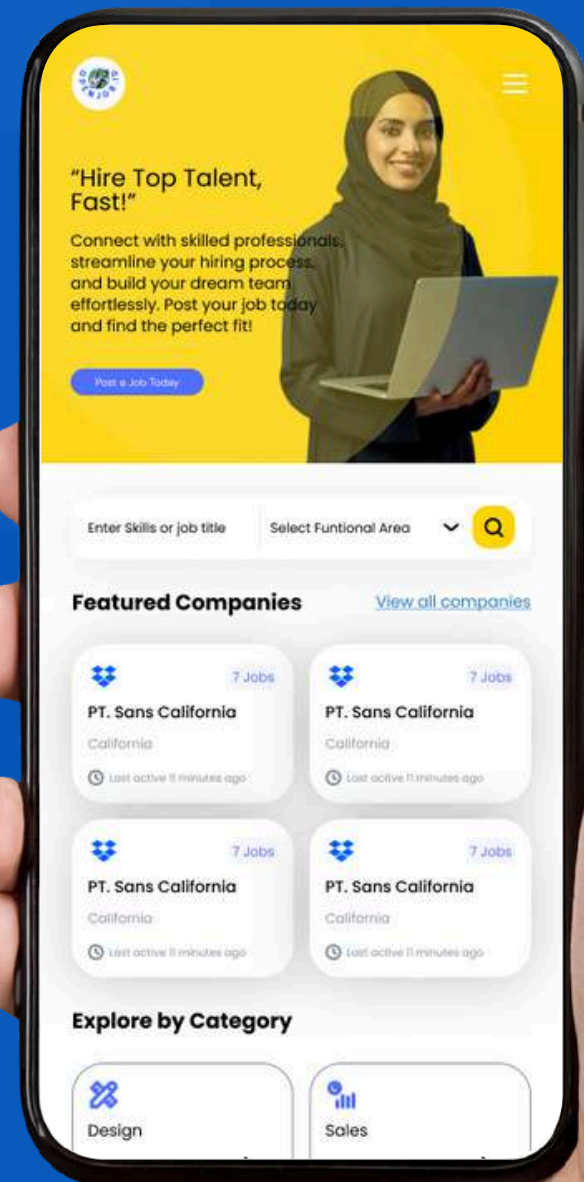 “Hire Top Talent,
Fast!”
Connect with skilled professionals,
streamline your hiring process,
and build your dream team
effortlessly. Post your job today
and find the perfect fit!
Post a Job Today
Enter Skills or job title
Select Funtional Area
Featured Companies
View all companies
7 Jobs
PT. Sans California
California
Last active 11 minutes ago
7 Jobs
PT. Sans California
California
Last active 11 minutes ago
7 Jobs
PT. Sans California
California
Last active 11 minutes ago
7 Jobs
PT. Sans California
California
Last active 11 minutes ago
Explore by Category
Design
Sales